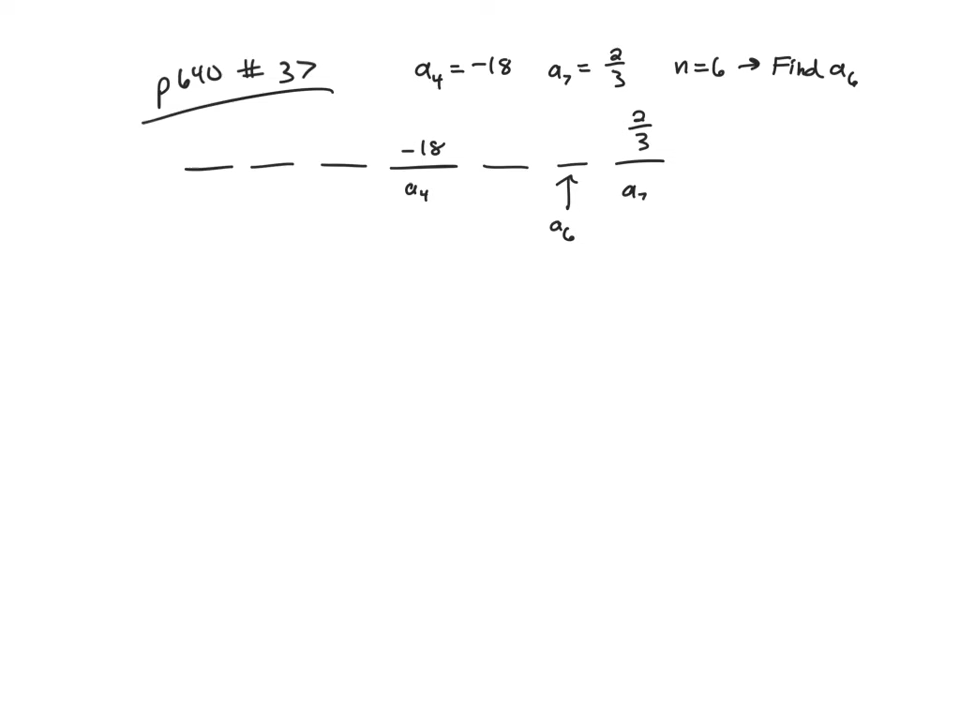 p640 # 37 a₄ = -18 a₇ = 2/3 n=6 → Find a₆
-18 2/3
a₄ a₇
↑
a₆